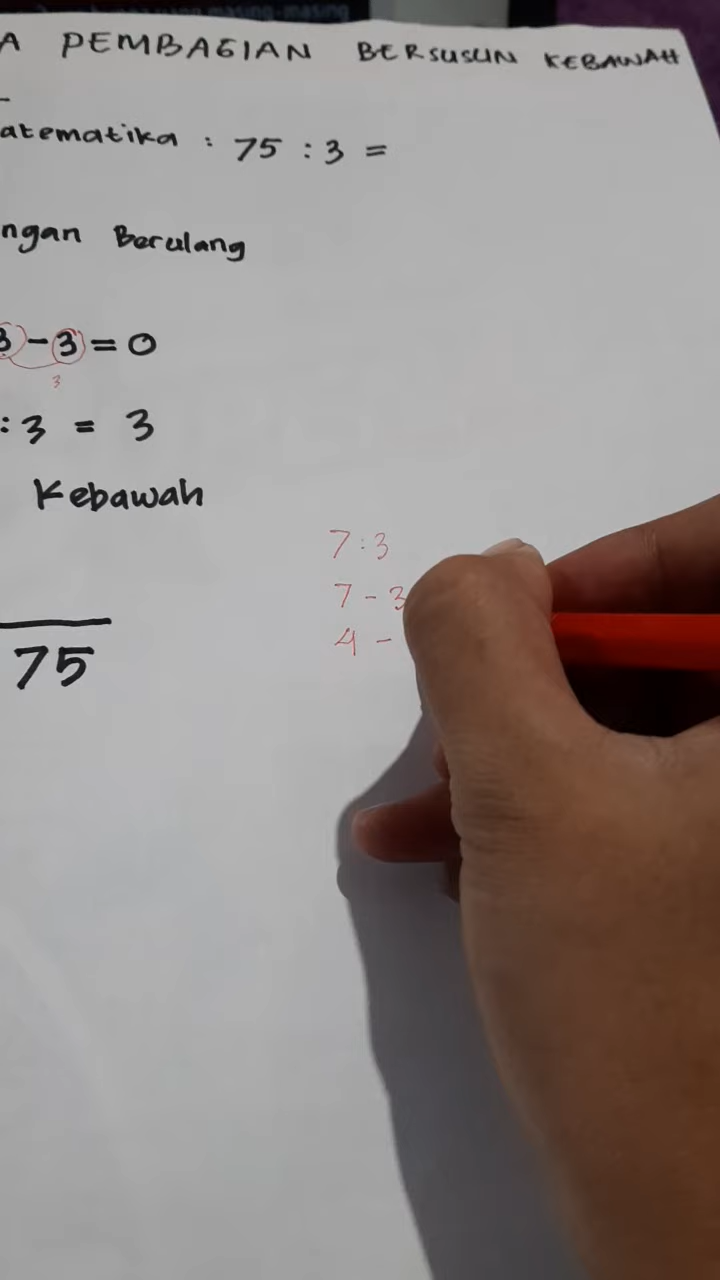 A PEMBAGIAN BERSUSUN KEBAWAH
atematika : 75 : 3 =
ngan Berulang
3 - 3 = 0
3
: 3 = 3
Kebawah
7 : 3
7 - 3
4 -
75